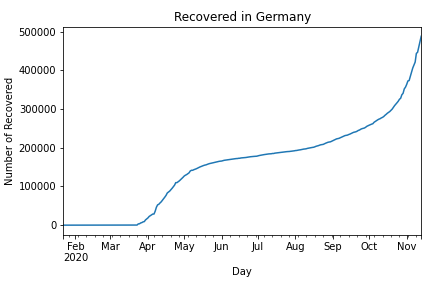 Recovered in Germany
Number of Recovered
500000
400000
300000
200000
100000
0
Feb Mar Apr May Jun Jul Aug Sep Oct Nov
2020
Day